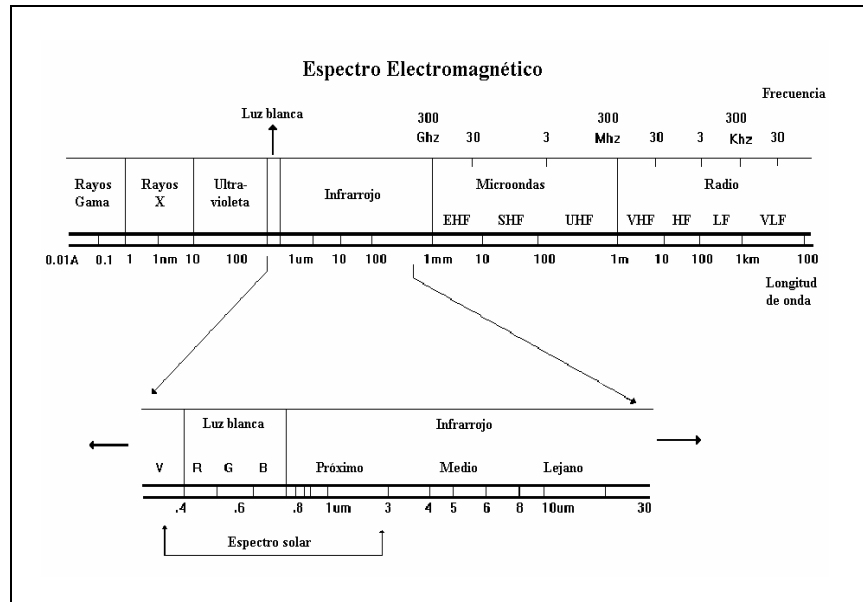 Espectro Electromagnético
Frecuencia
Luz blanca
300 300 300
Ghz 30 3 Mhz 30 3 Khz 30
Rayos Rayos Ultra- Infrarrojo Microondas Radio
Gama X violeta
EHF SHF UHF VHF HF LF VLF
0.01A 0.1 1 1nm 10 100 1um 10 100 1mm 10 100 1m 10 100 1km 100
Longitud
de onda
Luz blanca Infrarrojo
V R G B Próximo Medio Lejano
.4 .6 .8 1um 3 4 5 6 8 10um 30
Espectro solar